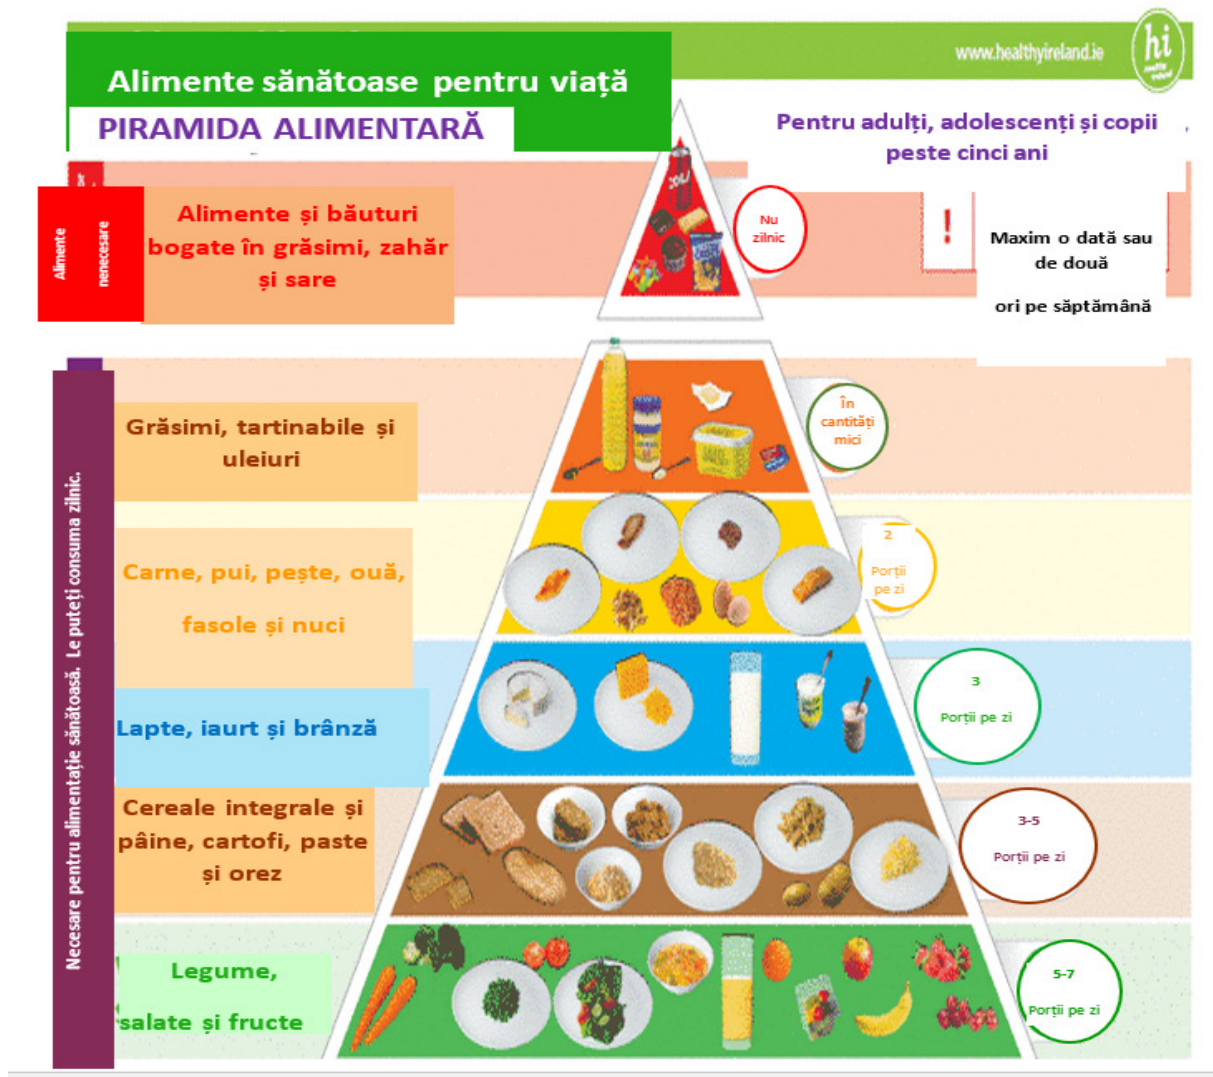 www.healthyireland.ie
hi
Alimente sănătoase pentru viață
PIRAMIDA ALIMENTARĂ
Pentru adulți, adolescenți și copii
peste cinci ani
Alimente
nenecesare
Alimente și băuturi
bogate în grăsimi, zahăr
și sare
Nu
zilnic
!
Maxim o dată sau
de două
ori pe săptămână
Necesare pentru alimentație sănătoasă. Le puteți consuma zilnic.
Grăsimi, tartinabile și
uleiuri
În
cantități
mici
Carne, pui, pește, ouă,
fasole și nuci
2
Porții
pe zi
Lapte, iaurt și brânză
3
Porții pe zi
Cereale integrale și
pâine, cartofi, paste
și orez
3-5
Porții pe zi
Legume,
salate și fructe
5-7
Porții pe zi